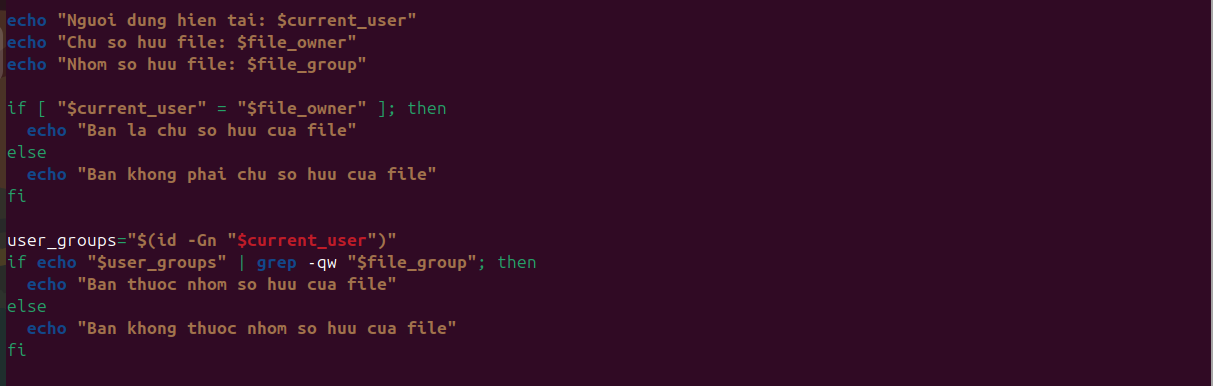 echo "Nguoi dung hien tai: $current_user"
echo "Chu so huu file: $file_owner"
echo "Nhom so huu file: $file_group"
if [ "$current_user" = "$file_owner" ]; then
  echo "Ban la chu so huu cua file"
else
  echo "Ban khong phai chu so huu cua file"
fi
user_groups="$(id -Gn "$current_user")"
if echo "$user_groups" | grep -qw "$file_group"; then
  echo "Ban thuoc nhom so huu cua file"
else
  echo "Ban khong thuoc nhom so huu cua file"
fi